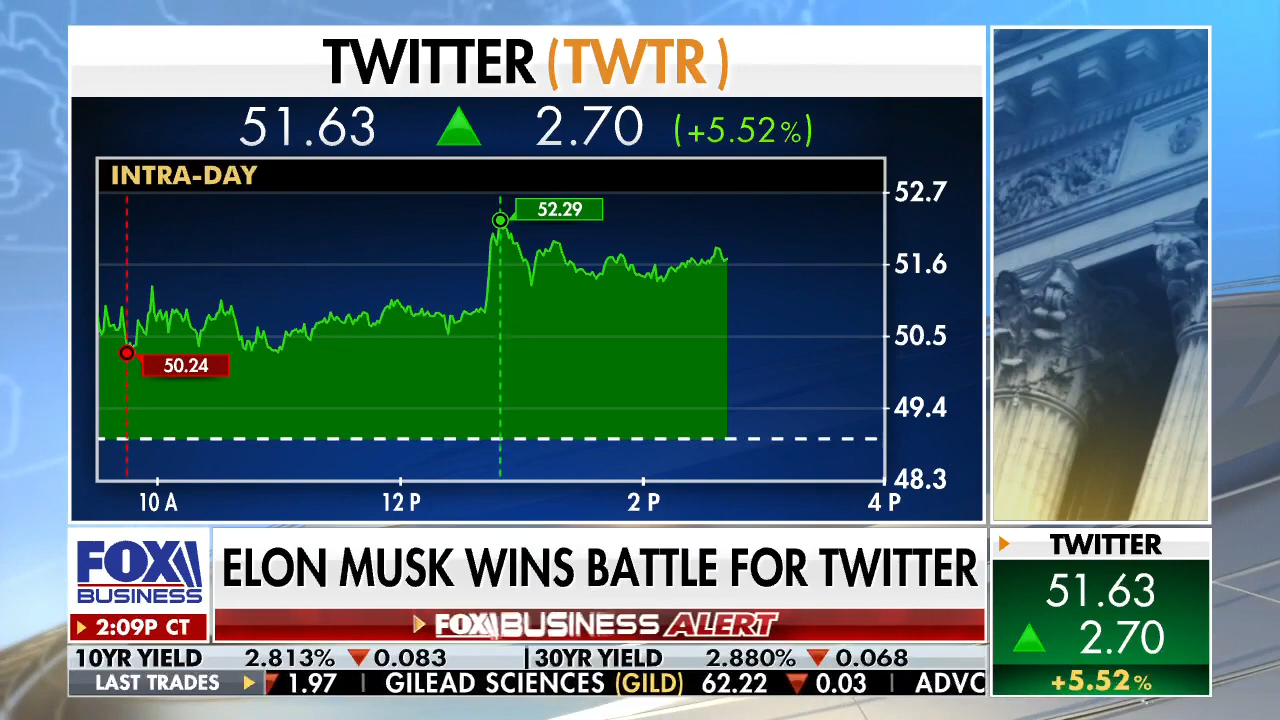 TWITTER (TWTR)
51.63 ▲ 2.70 (+5.52%)
INTRA-DAY
52.7
52.29
51.6
50.5
50.24
49.4
48.3
10 A 12 P 2 P 4 P
FOX BUSINESS
2:09P CT
ELON MUSK WINS BATTLE FOR TWITTER
FOX BUSINESS ALERT
TWITTER
51.63
▲ 2.70
+5.52%
10YR YIELD 2.813% ▼ 0.083 | 30YR YIELD 2.880% ▼ 0.068
LAST TRADES ▼ 1.97 | GILEAD SCIENCES (GILD) 62.22 ▼ 0.03 | ADVC